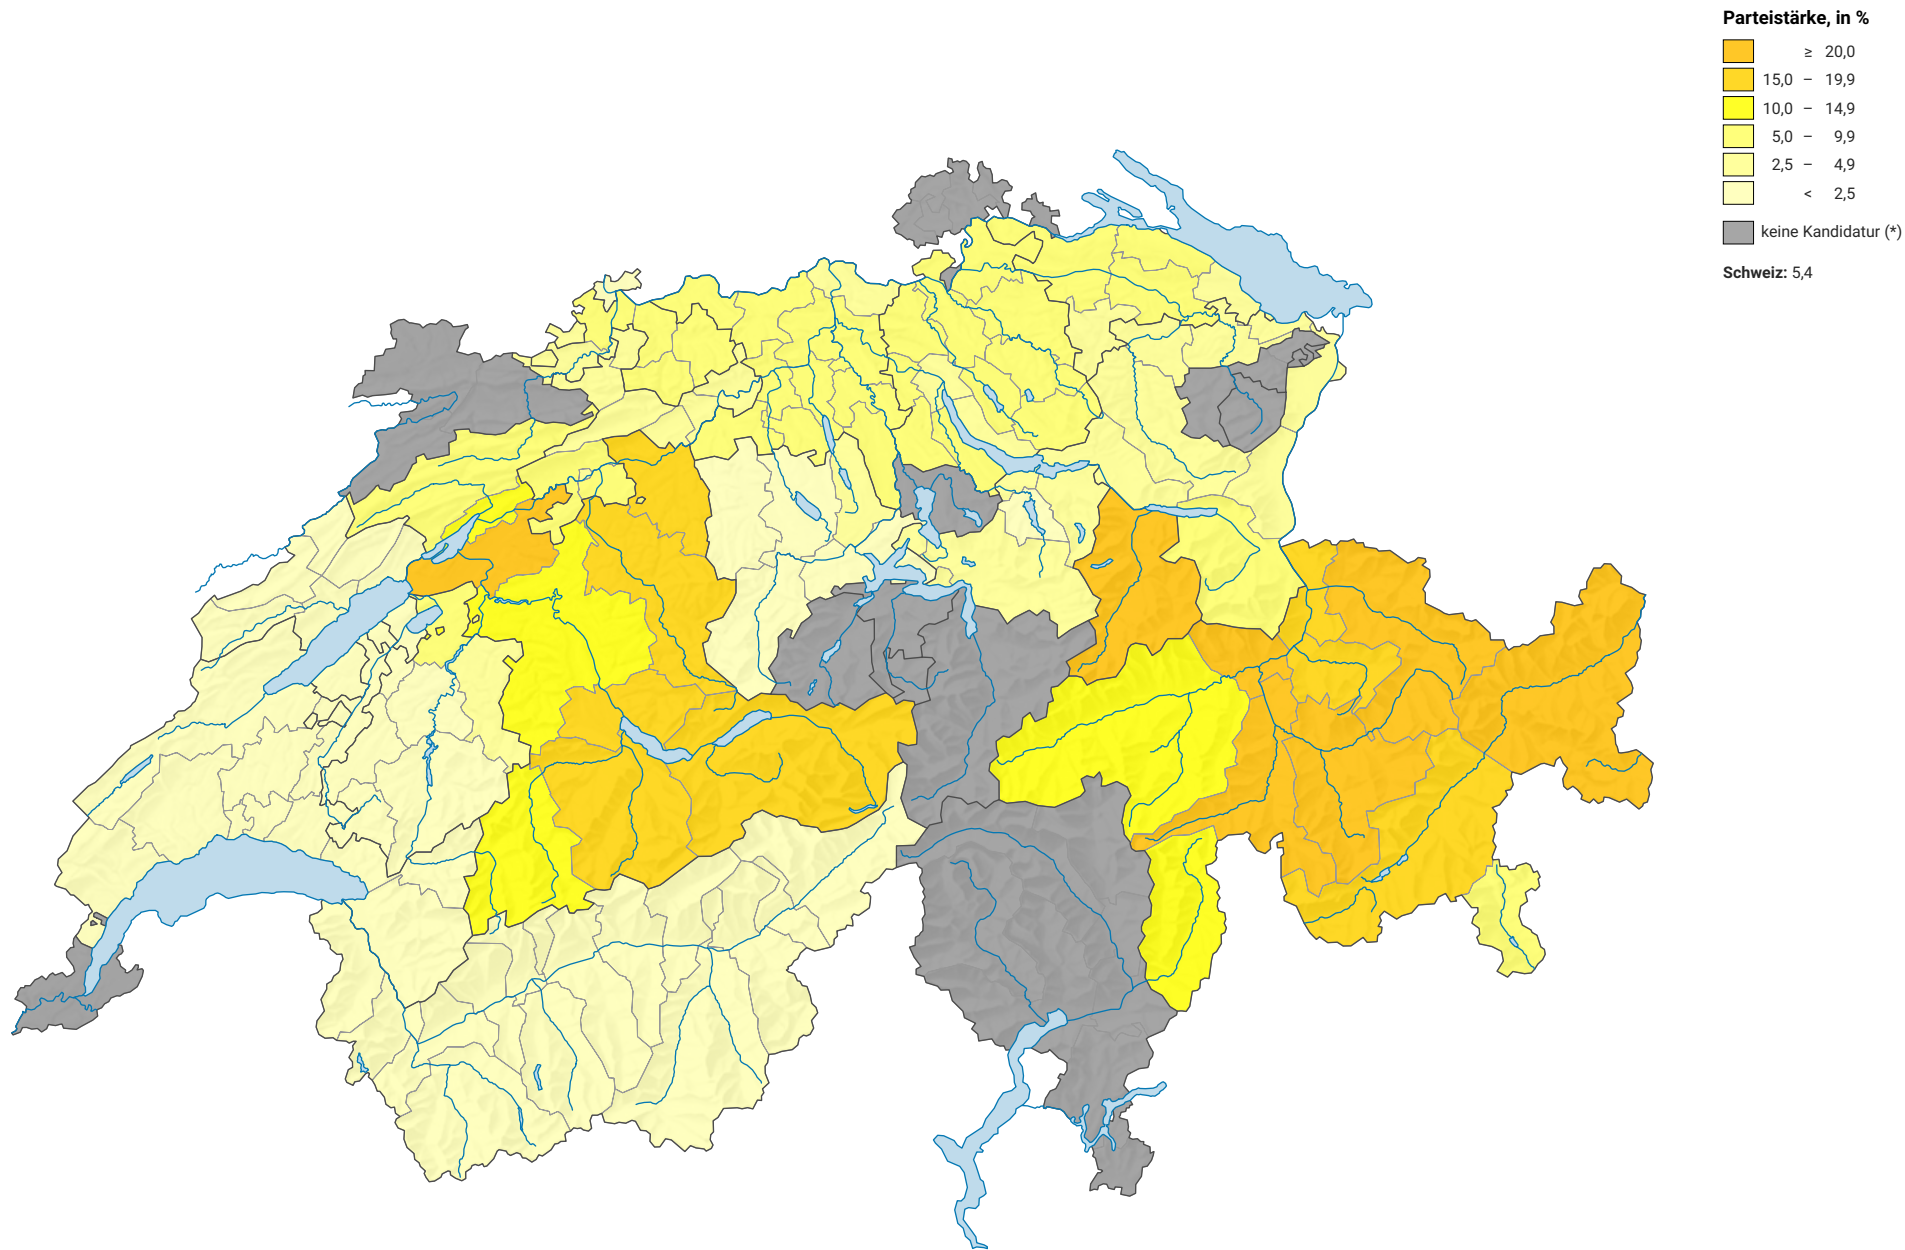 Parteistärke, in %
≥ 20,0
15,0 – 19,9
10,0 – 14,9
5,0 – 9,9
2,5 – 4,9
< 2,5
keine Kandidatur (*)
Schweiz: 5,4